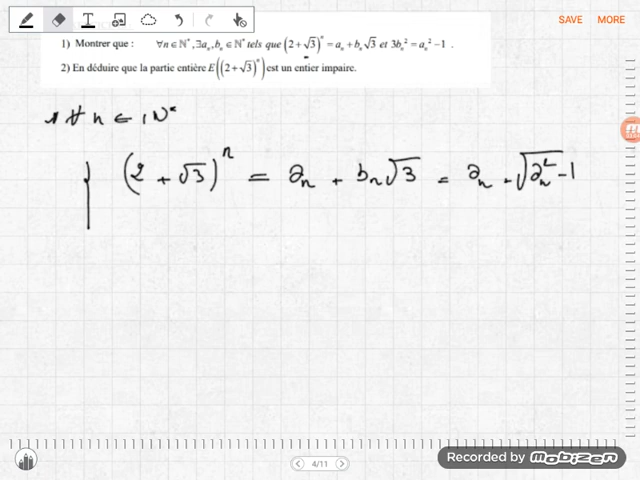 SAVE MORE
1) Montrer que : ∀n ∈ ℕ*, ∃aₙ, bₙ ∈ ℕ* tels que (2+√3)ⁿ = aₙ + bₙ√3 et 3bₙ² = aₙ² − 1 .
2) En déduire que la partie entière E((2+√3)ⁿ) est un entier impaire.
∀ n ∈ ℕ*
(2 + √3)ⁿ = aₙ + bₙ√3 = aₙ + √(aₙ² − 1)
4/11
RECORDED BY
MOBIZEN